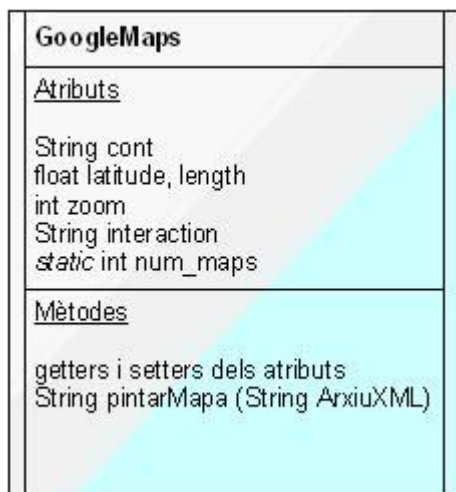 GoogleMaps
Atributs
String cont
float latitude, length
int zoom
String interaction
static int num_maps
Mètodes
getters i setters dels atributs
String pintarMapa (String ArxiuXML)